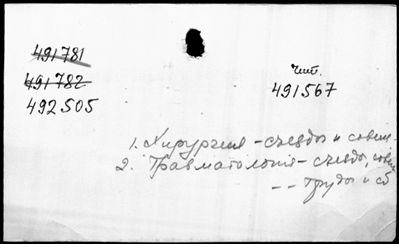 491781
491782
492505
Чит.
491567
1. Хирургия - съезды и совещ.
2. Травматология - съезды, совещ
-- труды и сб